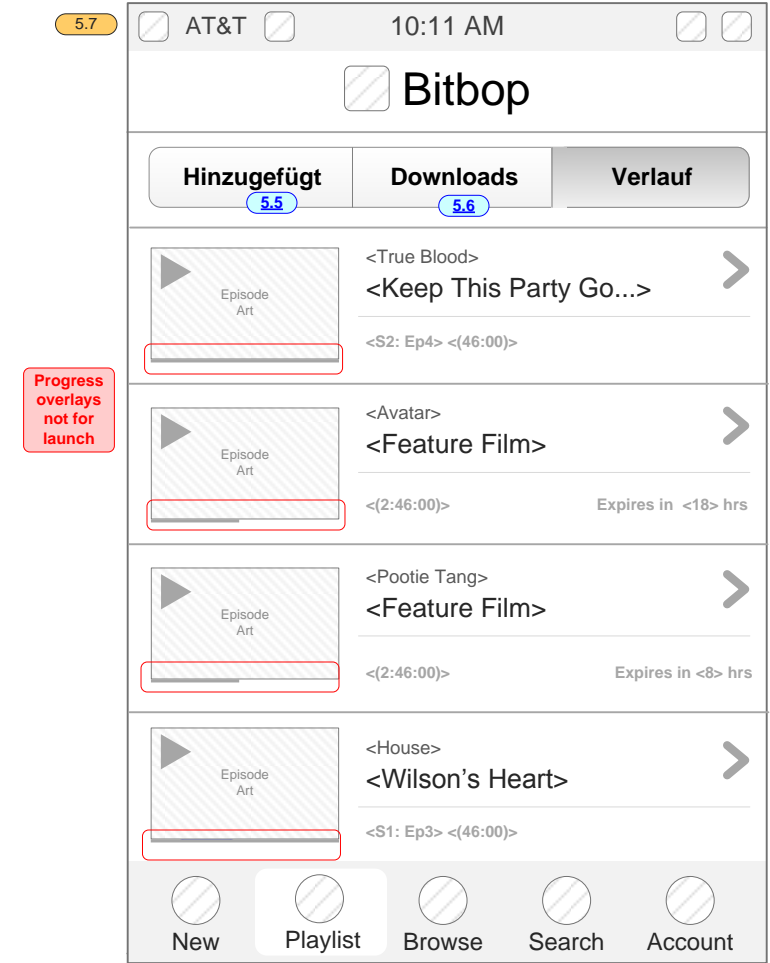 5.7
AT&T 10:11 AM
Bitbop
Hinzugefügt Downloads Verlauf
5.5 5.6
<True Blood>
<Keep This Party Go...>
Episode
Art
<S2: Ep4> <(46:00)>
Progress
overlays
not for
launch
<Avatar>
<Feature Film>
Episode
Art
<(2:46:00)> Expires in <18> hrs
<Pootie Tang>
<Feature Film>
Episode
Art
<(2:46:00)> Expires in <8> hrs
<House>
<Wilson’s Heart>
Episode
Art
<S1: Ep3> <(46:00)>
New Playlist Browse Search Account